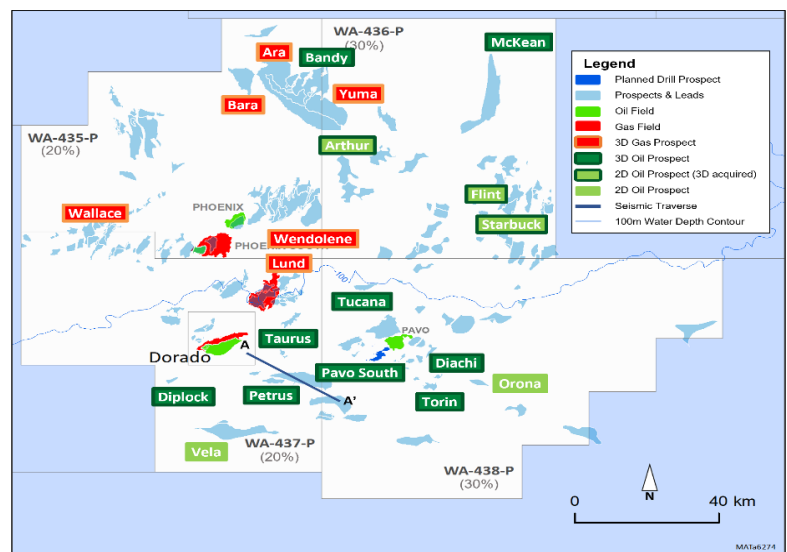 WA-436-P
(30%)
McKean
Ara
Bandy
Bara
Yuma
WA-435-P
(20%)
Arthur
Flint
Starbuck
Wallace
PHOENIX
PHOENIX
Wendolene
Lund
100
Tucana
PAVO
Taurus
Dorado
A
Pavo South
Diachi
Orona
Diplock
Petrus
A'
Torin
Vela
WA-437-P
(20%)
WA-438-P
(30%)
Legend
Planned Drill Prospect
Prospects & Leads
Oil Field
Gas Field
3D Gas Prospect
3D Oil Prospect
2D Oil Prospect (3D acquired)
2D Oil Prospect
Seismic Traverse
100m Water Depth Contour
N
0 40 km
MATa6274